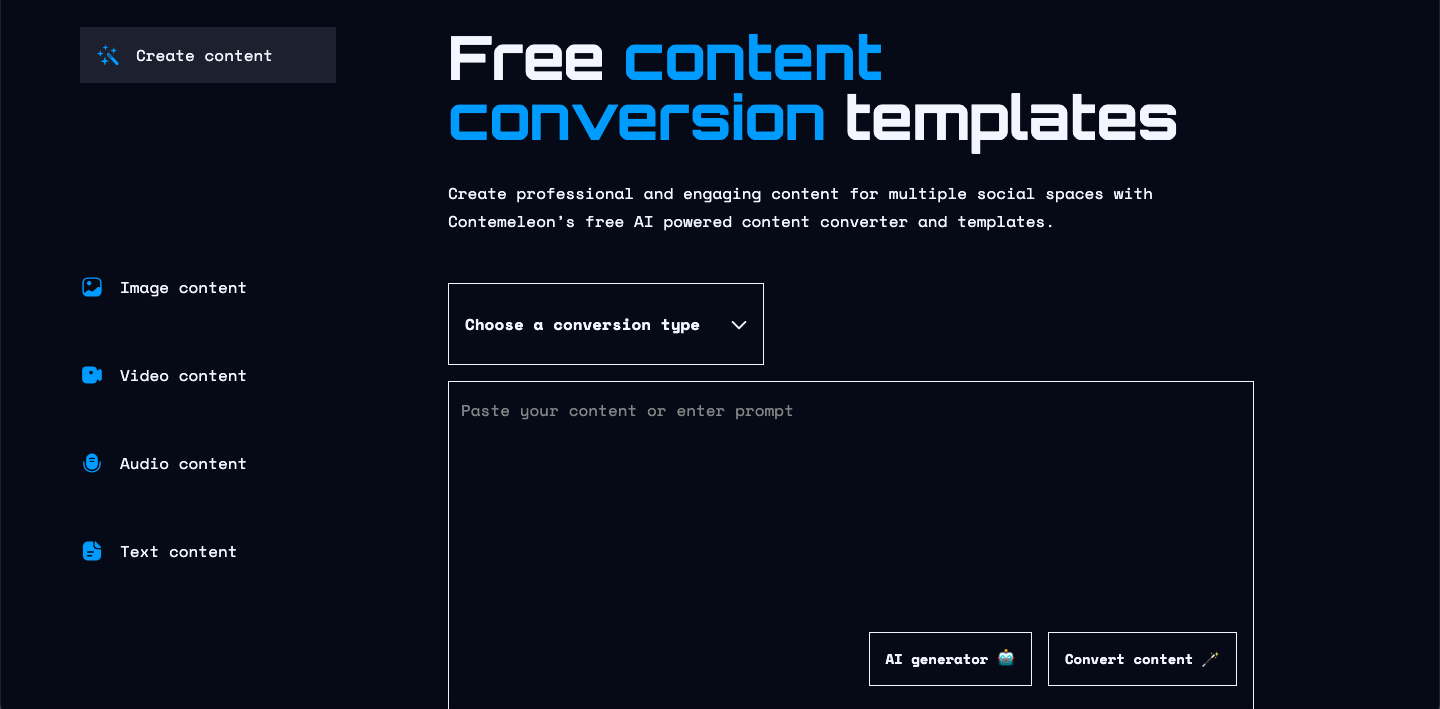 Create content
Image content
Video content
Audio content
Text content
Free content
conversion templates
Create professional and engaging content for multiple social spaces with
Contemeleon’s free AI powered content converter and templates.
Choose a conversion type
Paste your content or enter prompt
AI generator 🤖
Convert content 🪄